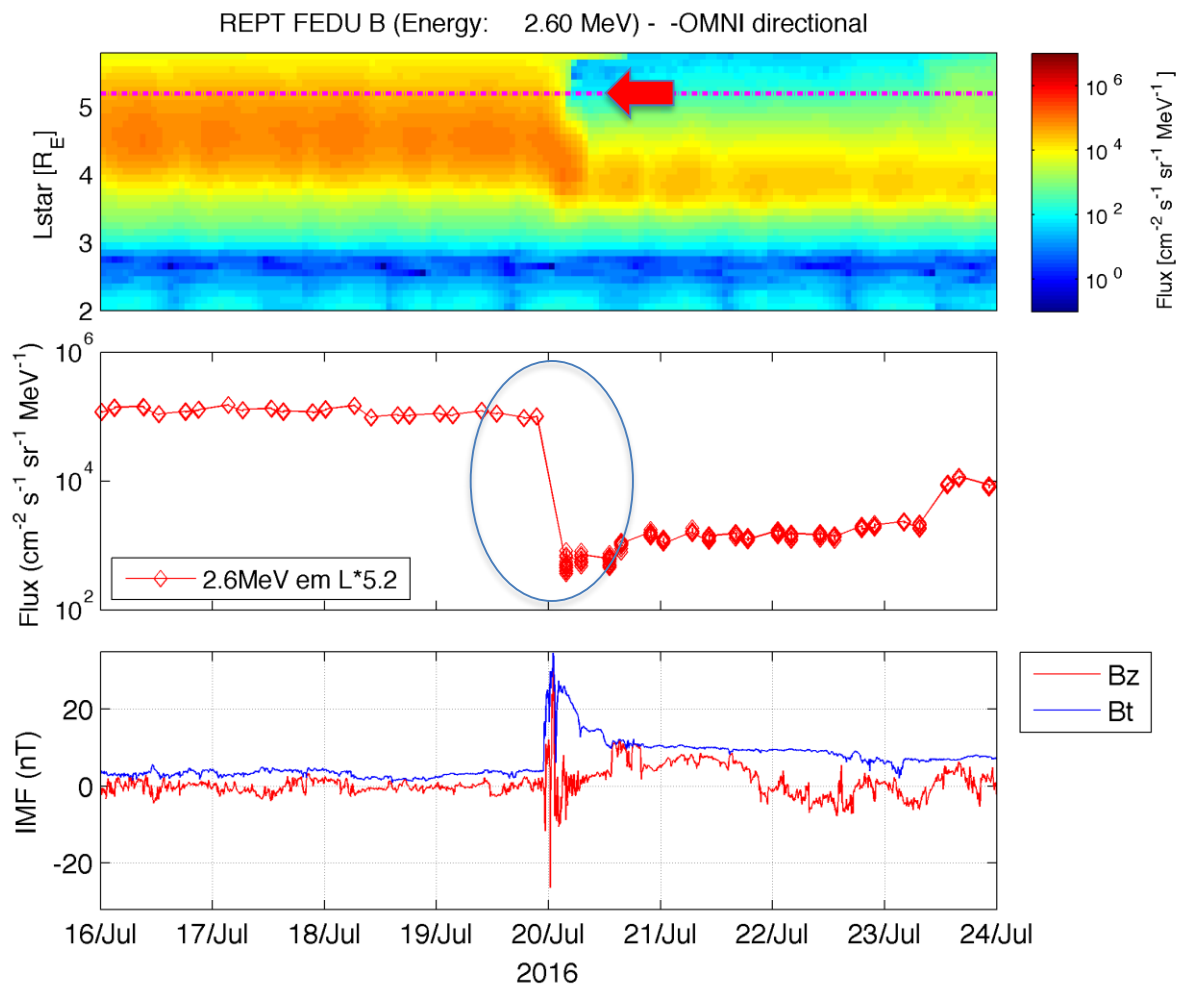 REPT FEDU B (Energy: 2.60 MeV) - -OMNI directional
Lstar [R_E]
5
4
3
2
10^6
10^4
10^2
10^0
Flux [cm^-2 s^-1 sr^-1 MeV^-1]
Flux (cm^-2 s^-1 sr^-1 MeV^-1)
10^6
10^4
10^2
2.6MeV em L*5.2
IMF (nT)
20
0
-20
Bz
Bt
16/Jul 17/Jul 18/Jul 19/Jul 20/Jul 21/Jul 22/Jul 23/Jul 24/Jul
2016